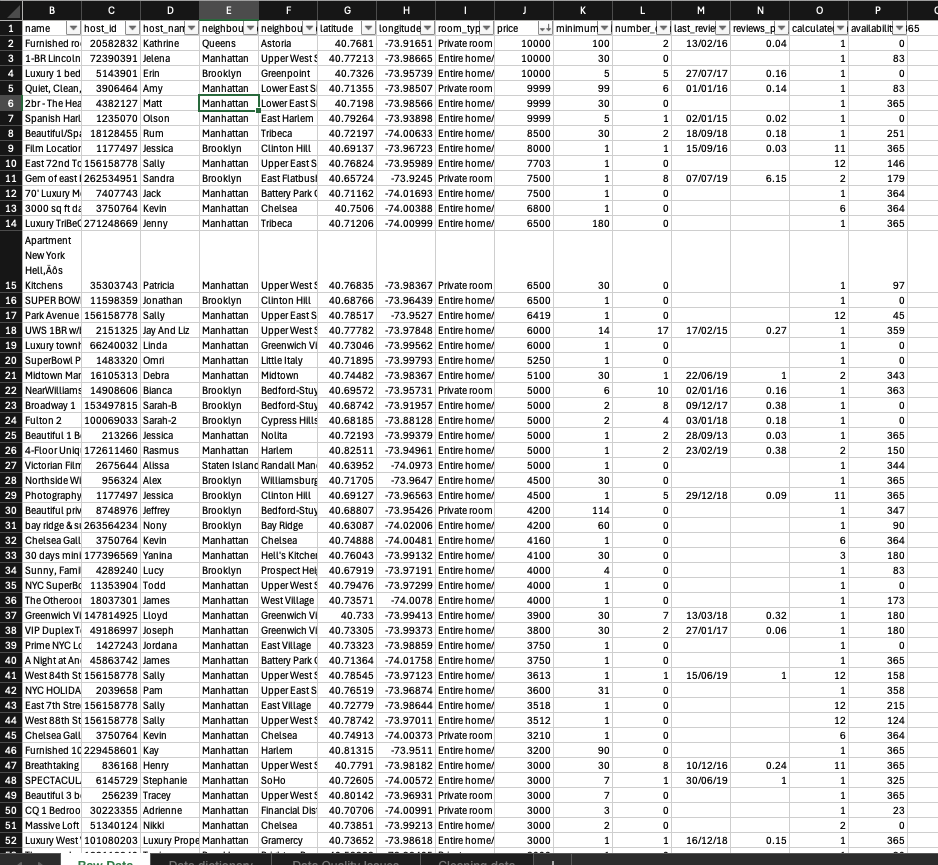 B C D E F G H I J K L M N O P
1 name host_id host_nan neighbou neighbou latitude longitude room_typ price minimum number_ last_revie reviews_p calculate availabilit 65
2 Furnished ro 20582832 Kathrine Queens Astoria 40.7681 -73.91651 Private room 10000 100 2 13/02/16 0.04 1 0
3 1-BR Lincoln 72390391 Jelena Manhattan Upper West S 40.77213 -73.98665 Entire home/ 10000 30 0 1 83
4 Luxury 1 bed 5143901 Erin Brooklyn Greenpoint 40.7326 -73.95739 Entire home/ 10000 5 5 27/07/17 0.16 1 0
5 Quiet, Clean, 3906464 Amy Manhattan Lower East S 40.71355 -73.98507 Private room 9999 99 6 01/01/16 0.14 1 83
6 2br - The Hea 4382127 Matt Manhattan Lower East S 40.7198 -73.98566 Entire home/ 9999 30 0 1 365
7 Spanish Harl 1235070 Olson Manhattan East Harlem 40.79264 -73.93898 Entire home/ 9999 5 1 02/01/15 0.02 1 0
8 Beautiful/Spa 18128455 Rum Manhattan Tribeca 40.72197 -74.00633 Entire home/ 8500 30 2 18/09/18 0.18 1 251
9 Film Location 1177497 Jessica Brooklyn Clinton Hill 40.69137 -73.96723 Entire home/ 8000 1 1 15/09/16 0.03 11 365
10 East 72nd To 156158778 Sally Manhattan Upper East S 40.76824 -73.95989 Entire home/ 7703 1 0 12 146
11 Gem of east F 262534951 Sandra Brooklyn East Flatbush 40.65724 -73.9245 Private room 7500 1 8 07/07/19 6.15 2 179
12 70' Luxury M 7407743 Jack Manhattan Battery Park C 40.71162 -74.01693 Entire home/ 7500 1 0 1 364
13 3000 sq ft da 3750764 Kevin Manhattan Chelsea 40.7506 -74.00388 Entire home/ 6800 1 0 6 364
14 Luxury TriBeC 271248669 Jenny Manhattan Tribeca 40.71206 -74.00999 Entire home/ 6500 180 0 1 365
Apartment
New York
Hell‚Äôs
15 Kitchens 35303743 Patricia Manhattan Upper West S 40.76835 -73.98367 Private room 6500 30 0 1 97
16 SUPER BOW 11598359 Jonathan Brooklyn Clinton Hill 40.68766 -73.96439 Entire home/ 6500 1 0 1 0
17 Park Avenue 156158778 Sally Manhattan Upper East S 40.78517 -73.9527 Entire home/ 6419 1 0 12 45
18 UWS 1BR w/ 2151325 Jay And Liz Manhattan Upper West S 40.77782 -73.97848 Entire home/ 6000 14 17 17/02/15 0.27 1 359
19 Luxury townh 66240032 Linda Manhattan Greenwich Vi 40.73046 -73.99562 Entire home/ 6000 1 0 1 0
20 SuperBowl P 1483320 Omri Manhattan Little Italy 40.71895 -73.99793 Entire home/ 5250 1 0 1 0
21 Midtown Man 16105313 Debra Manhattan Midtown 40.74482 -73.98367 Entire home/ 5100 30 1 22/06/19 1 2 343
22 NearWilliams 14908606 Bianca Brooklyn Bedford-Stuy 40.69572 -73.95731 Private room 5000 6 10 02/01/16 0.16 1 363
23 Broadway 1 153497815 Sarah-B Brooklyn Bedford-Stuy 40.68742 -73.91957 Entire home/ 5000 2 8 09/12/17 0.38 1 0
24 Fulton 2 100069033 Sarah-2 Brooklyn Cypress Hills 40.68185 -73.88128 Entire home/ 5000 2 4 03/01/18 0.18 1 0
25 Beautiful 1 B 213266 Jessica Manhattan Nolita 40.72193 -73.99379 Entire home/ 5000 1 2 28/09/13 0.03 1 365
26 4-Floor Uniq 172611460 Rasmus Manhattan Harlem 40.82511 -73.94961 Entire home/ 5000 1 2 23/02/19 0.38 2 150
27 Victorian Film 2675644 Alissa Staten Island Randall Man 40.63952 -74.0973 Entire home/ 5000 1 0 1 344
28 Northside Wi 956324 Alex Brooklyn Williamsburg 40.71705 -73.9647 Entire home/ 4500 30 0 1 365
29 Photography 1177497 Jessica Brooklyn Clinton Hill 40.69127 -73.96563 Entire home/ 4500 1 5 29/12/18 0.09 11 365
30 Beautiful priv 8748976 Jeffrey Brooklyn Bedford-Stuy 40.68807 -73.95426 Private room 4200 114 0 1 347
31 bay ridge & su 263564234 Nony Brooklyn Bay Ridge 40.63087 -74.02006 Entire home/ 4200 60 0 1 90
32 Chelsea Gall 3750764 Kevin Manhattan Chelsea 40.74888 -74.00481 Entire home/ 4160 1 0 6 364
33 30 days mini 177396569 Yanina Manhattan Hell's Kitchen 40.76043 -73.99132 Entire home/ 4100 30 0 3 180
34 Sunny, Fami 4289240 Lucy Brooklyn Prospect Hei 40.67919 -73.97191 Entire home/ 4000 4 0 1 83
35 NYC SuperBo 11353904 Todd Manhattan Upper West S 40.79476 -73.97299 Entire home/ 4000 1 0 1 0
36 The Otheroor 18037301 James Manhattan West Village 40.73571 -74.0078 Entire home/ 4000 1 0 1 373
37 Greenwich Vi 147814925 Lloyd Manhattan Greenwich Vi 40.733 -73.99413 Entire home/ 3900 30 7 13/03/18 0.32 1 180
38 VIP Duplex T 49186997 Joseph Manhattan Greenwich Vi 40.73305 -73.99373 Entire home/ 3800 30 2 27/01/17 0.06 1 180
39 Prime NYC Lo 1427243 Jordana Manhattan East Village 40.73323 -73.98859 Entire home/ 3750 1 0 1 0
40 A Night at An 45863742 James Manhattan Battery Park C 40.71364 -74.01758 Entire home/ 3750 1 0 1 365
41 West 84th St 156158778 Sally Manhattan Upper West S 40.78545 -73.97123 Entire home/ 3613 1 1 15/06/19 1 12 158
42 NYC HOLIDA 2039658 Pam Manhattan Upper East S 40.76519 -73.96874 Entire home/ 3600 31 0 1 358
43 East 7th Stre 156158778 Sally Manhattan East Village 40.72779 -73.98644 Entire home/ 3518 1 0 12 215
44 West 88th St 156158778 Sally Manhattan Upper West S 40.78742 -73.97011 Entire home/ 3512 1 0 12 124
45 Chelsea Gall 3750764 Kevin Manhattan Chelsea 40.74913 -74.00373 Private room 3210 1 0 6 364
46 Furnished 10 229458601 Kay Manhattan Harlem 40.81315 -73.9511 Entire home/ 3200 90 0 1 365
47 Breathtaking 836168 Henry Manhattan Upper West S 40.7791 -73.98182 Entire home/ 3000 30 8 10/12/16 0.24 11 365
48 SPECTACUL 6145729 Stephanie Manhattan SoHo 40.72605 -74.00572 Entire home/ 3000 7 1 30/06/19 1 1 325
49 Beautiful 3 b 256239 Tracey Manhattan Upper West S 40.80142 -73.96931 Private room 3000 7 0 1 365
50 CQ 1 Bedroo 30223355 Adrienne Manhattan Financial Dist 40.70706 -74.00991 Private room 3000 3 0 1 23
51 Massive Loft 51340124 Nikki Manhattan Chelsea 40.73851 -73.99213 Entire home/ 3000 2 0 2 0
52 Luxury West 101080203 Luxury Prope Manhattan Gramercy 40.73652 -73.98618 Entire home/ 3000 2 1 16/12/18 0.15 1 365
Raw Data Data dictionary Data Quality Issues Cleaning data